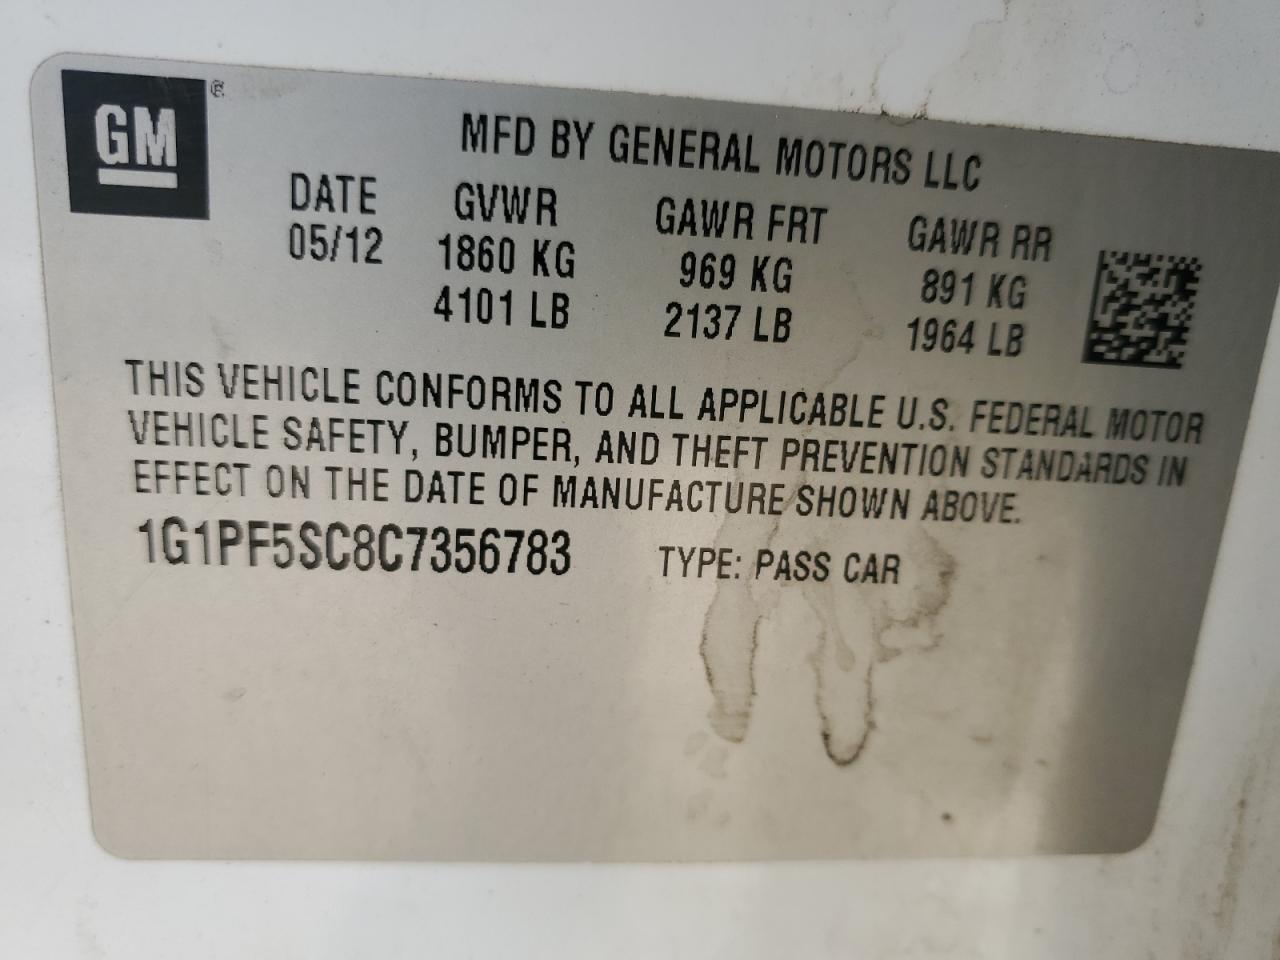 GM
MFD BY GENERAL MOTORS LLC
DATE GVWR GAWR FRT GAWR RR
05/12 1860 KG 969 KG 891 KG
4101 LB 2137 LB 1964 LB
THIS VEHICLE CONFORMS TO ALL APPLICABLE U.S. FEDERAL MOTOR
VEHICLE SAFETY, BUMPER, AND THEFT PREVENTION STANDARDS IN
EFFECT ON THE DATE OF MANUFACTURE SHOWN ABOVE.
1G1PF5SC8C7356783 TYPE: PASS CAR